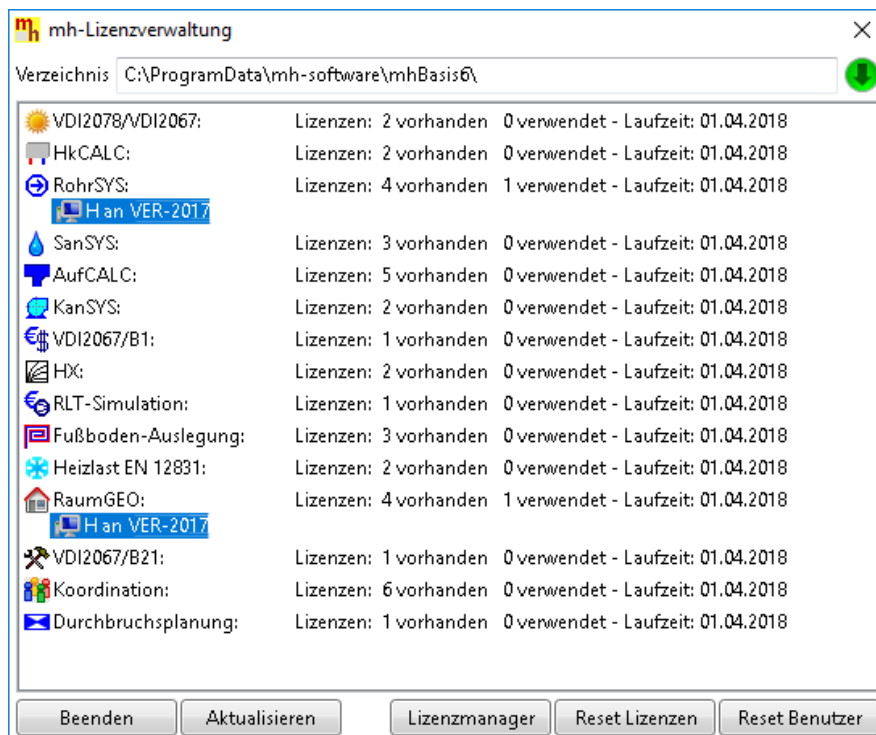 mh mh-Lizenzverwaltung
Verzeichnis C:\ProgramData\mh-software\mhBasis6\
VDI2078/VDI2067: Lizenzen: 2 vorhanden 0 verwendet - Laufzeit: 01.04.2018
HkCALC: Lizenzen: 2 vorhanden 0 verwendet - Laufzeit: 01.04.2018
RohrSYS: Lizenzen: 4 vorhanden 1 verwendet - Laufzeit: 01.04.2018
H an VER-2017
SanSYS: Lizenzen: 3 vorhanden 0 verwendet - Laufzeit: 01.04.2018
AufCALC: Lizenzen: 5 vorhanden 0 verwendet - Laufzeit: 01.04.2018
KanSYS: Lizenzen: 2 vorhanden 0 verwendet - Laufzeit: 01.04.2018
VDI2067/B1: Lizenzen: 1 vorhanden 0 verwendet - Laufzeit: 01.04.2018
HX: Lizenzen: 2 vorhanden 0 verwendet - Laufzeit: 01.04.2018
RLT-Simulation: Lizenzen: 1 vorhanden 0 verwendet - Laufzeit: 01.04.2018
Fußboden-Auslegung: Lizenzen: 3 vorhanden 0 verwendet - Laufzeit: 01.04.2018
Heizlast EN 12831: Lizenzen: 2 vorhanden 0 verwendet - Laufzeit: 01.04.2018
RaumGEO: Lizenzen: 4 vorhanden 1 verwendet - Laufzeit: 01.04.2018
H an VER-2017
VDI2067/B21: Lizenzen: 1 vorhanden 0 verwendet - Laufzeit: 01.04.2018
Koordination: Lizenzen: 6 vorhanden 0 verwendet - Laufzeit: 01.04.2018
Durchbruchsplanung: Lizenzen: 1 vorhanden 0 verwendet - Laufzeit: 01.04.2018
Beenden Aktualisieren Lizenzmanager Reset Lizenzen Reset Benutzer